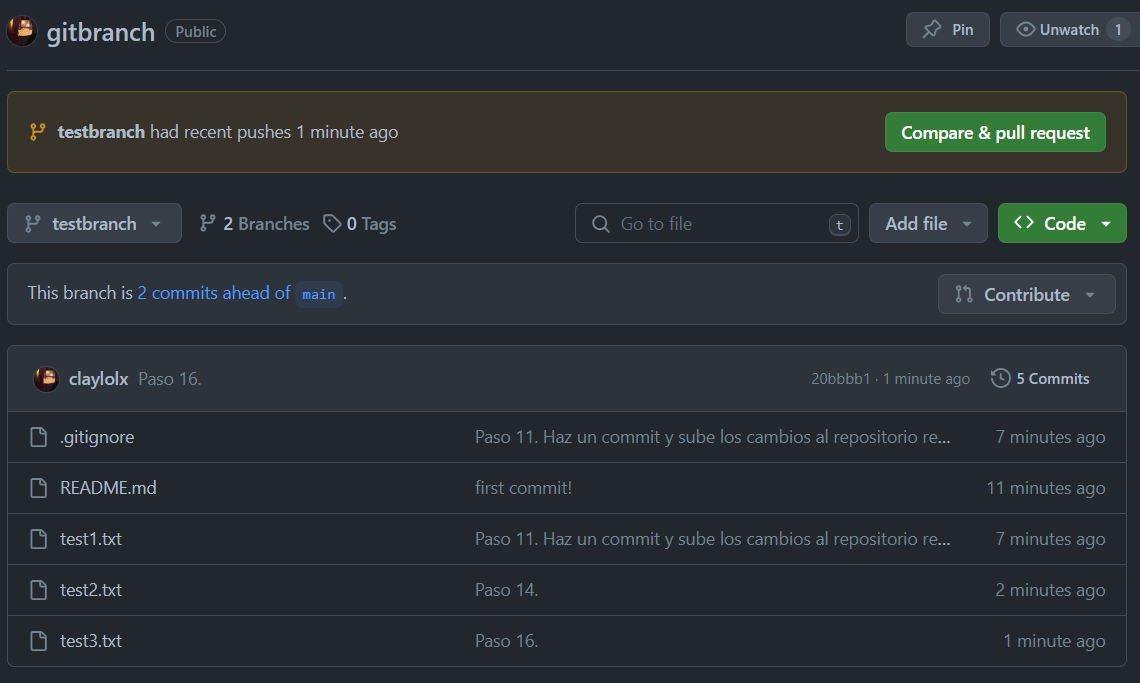 gitbranch Public Pin Unwatch 1
testbranch had recent pushes 1 minute ago Compare & pull request
testbranch 2 Branches 0 Tags Go to file t Add file <> Code
This branch is 2 commits ahead of main . Contribute
claylolx Paso 16. 20bbbb1 · 1 minute ago 5 Commits
.gitignore Paso 11. Haz un commit y sube los cambios al repositorio re... 7 minutes ago
README.md first commit! 11 minutes ago
test1.txt Paso 11. Haz un commit y sube los cambios al repositorio re... 7 minutes ago
test2.txt Paso 14. 2 minutes ago
test3.txt Paso 16. 1 minute ago